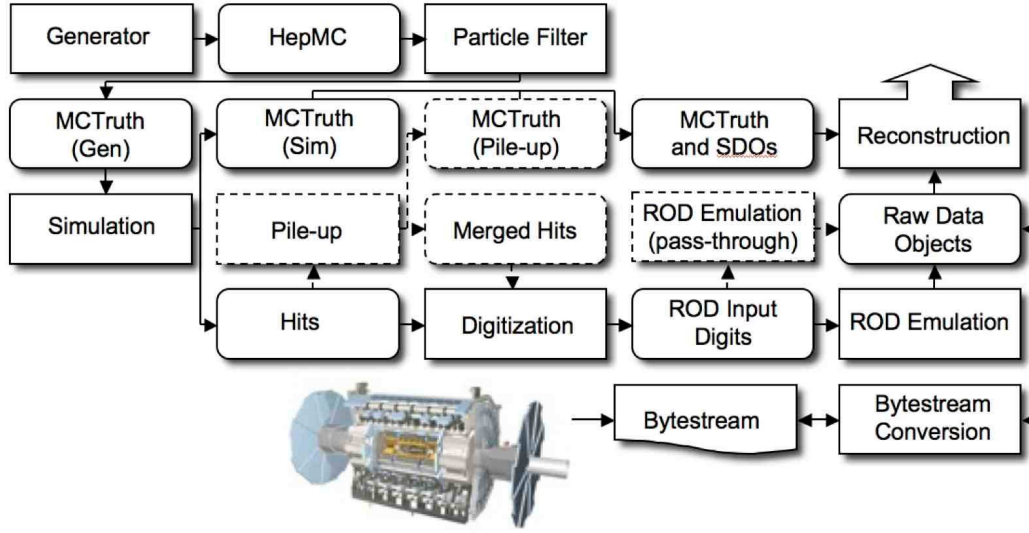 Generator
HepMC
Particle Filter
MCTruth
(Gen)
MCTruth
(Sim)
MCTruth
(Pile-up)
MCTruth
and SDOs
Reconstruction
Simulation
Pile-up
Merged Hits
ROD Emulation
(pass-through)
Raw Data
Objects
Hits
Digitization
ROD Input
Digits
ROD Emulation
Bytestream
Bytestream
Conversion